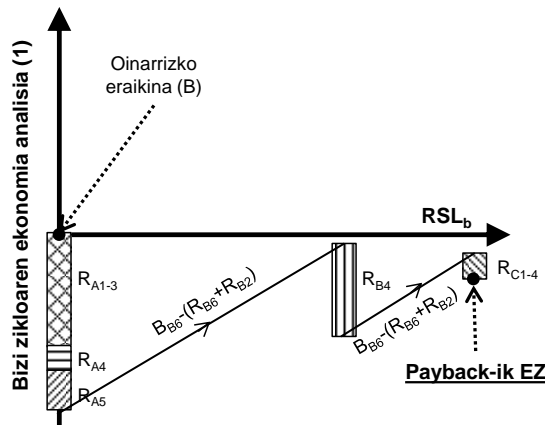 Bizi zikloaren ekonomia analisia (1)
Oinarrizko
eraikina (B)
RSLb
RA1-3
RA4
RA5
BB6-(RB6+RB2)
RB4
BB6-(RB6+RB2)
RC1-4
Payback-ik EZ